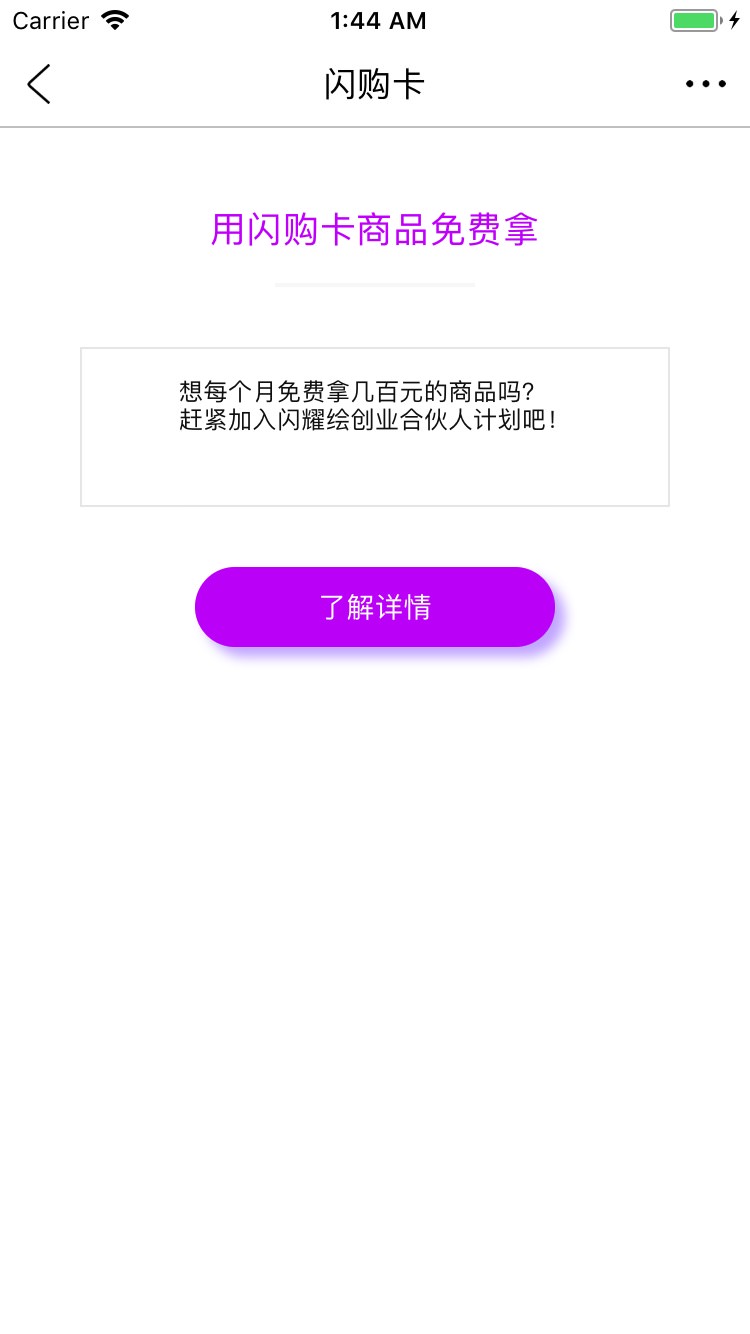 Carrier 1:44 AM
闪购卡
用闪购卡商品免费拿
想每个月免费拿几百元的商品吗?
赶紧加入闪耀绘创业合伙人计划吧!
了解详情